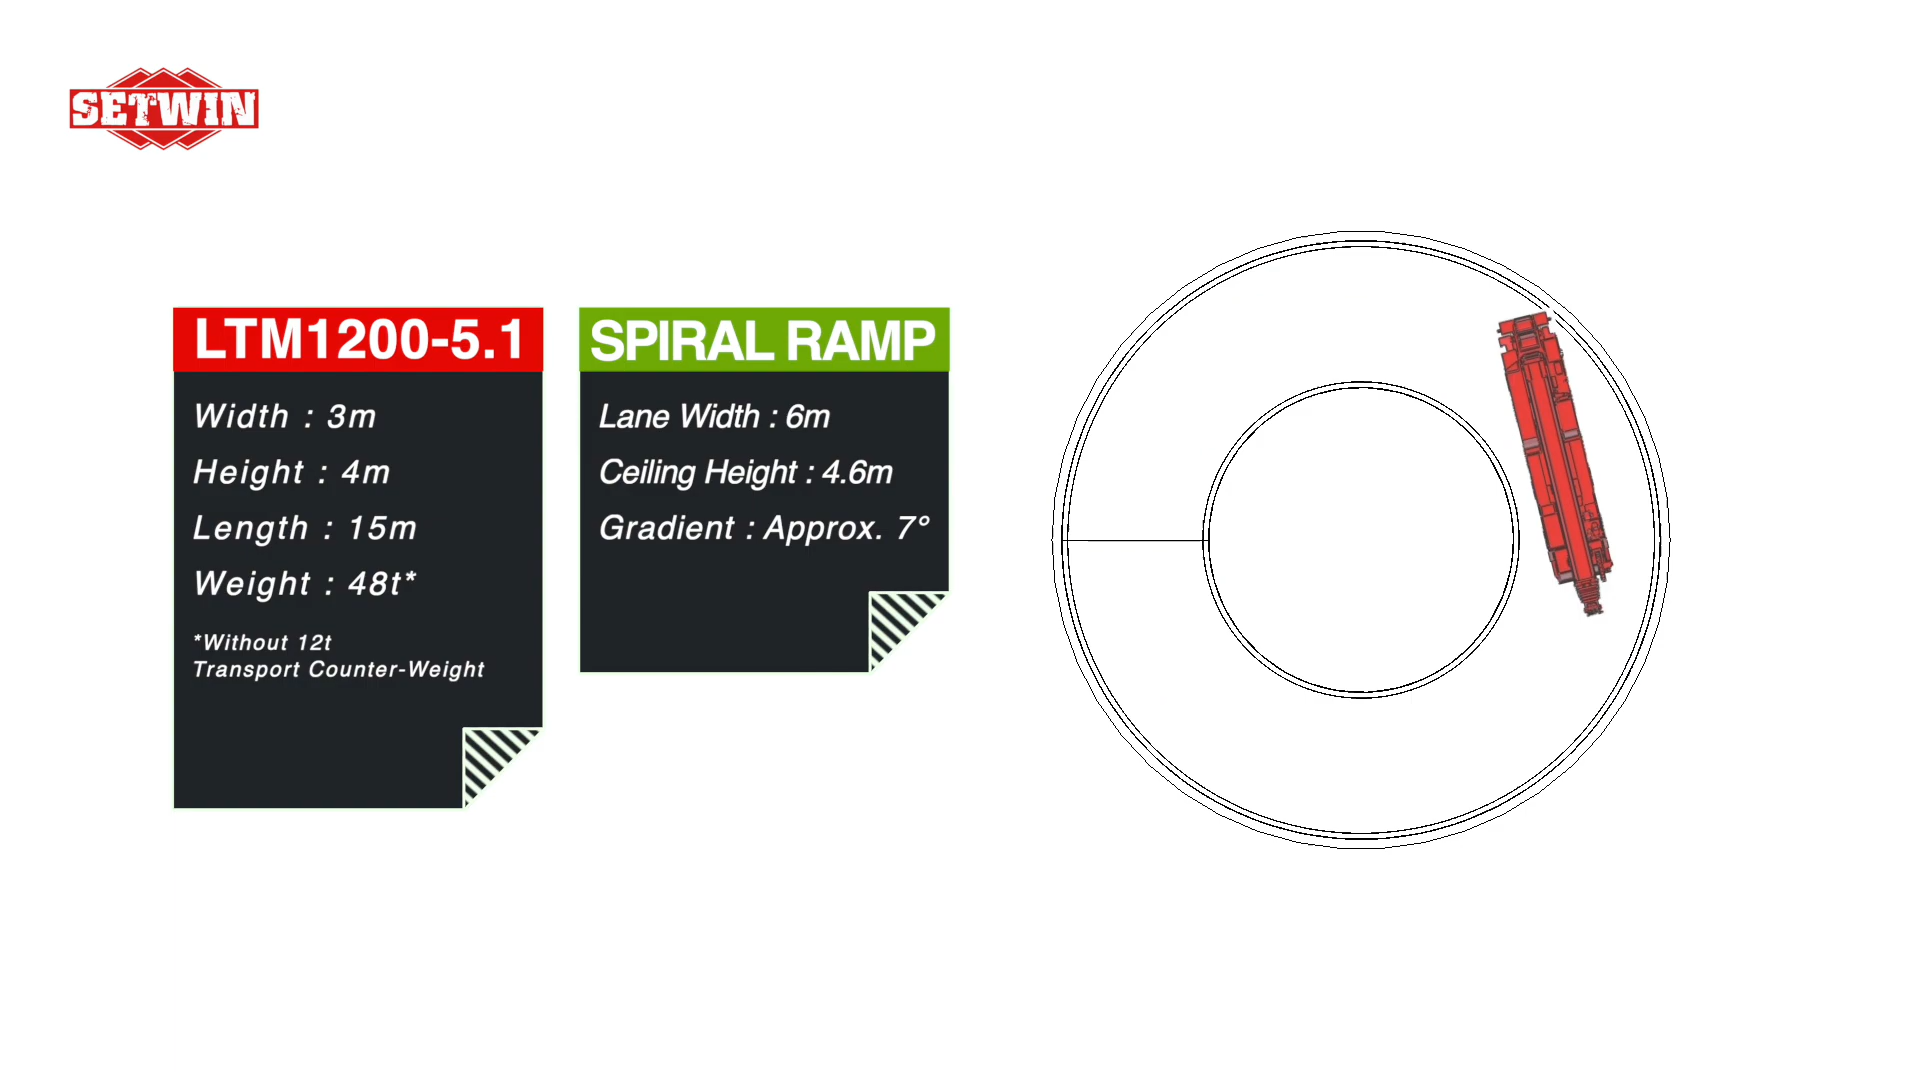 SETWIN
LTM1200-5.1
Width : 3m
Height : 4m
Length : 15m
Weight : 48t*
*Without 12t
Transport Counter-Weight
SPIRAL RAMP
Lane Width : 6m
Ceiling Height : 4.6m
Gradient : Approx. 7°